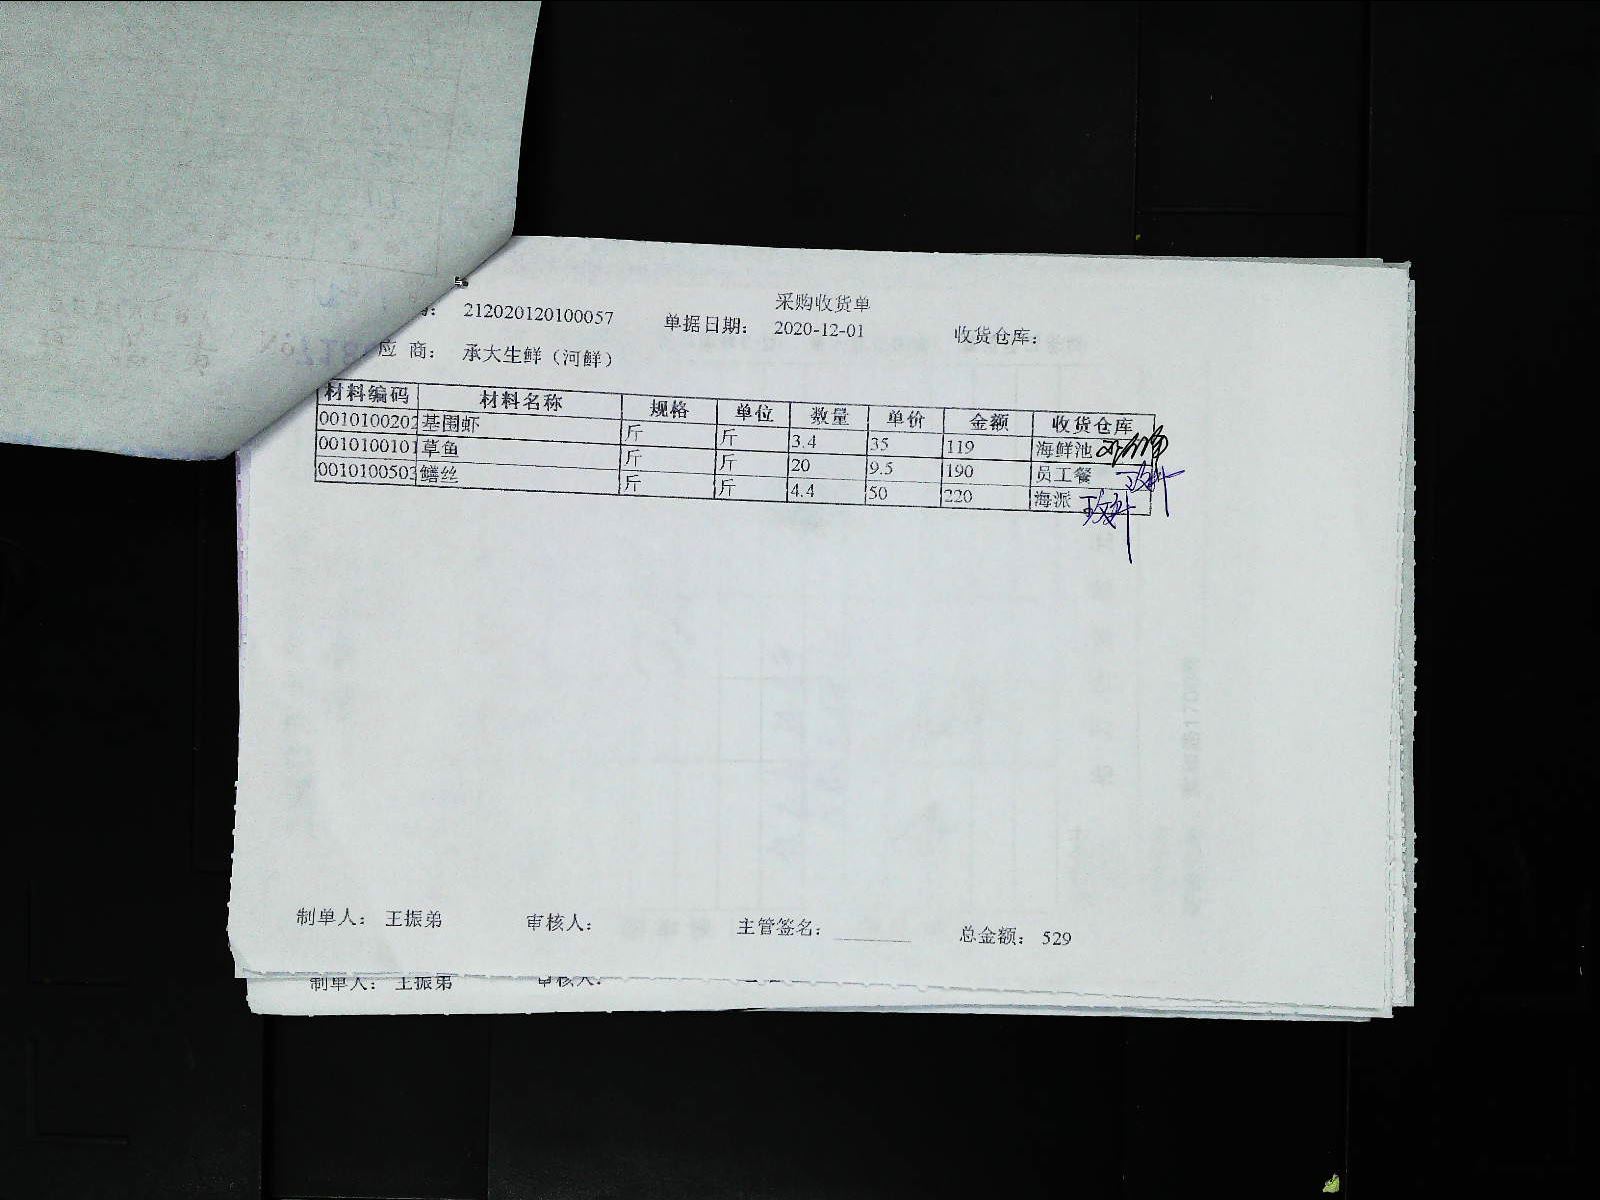 采购收货单
212020120100057 单据日期： 2020-12-01 收货仓库：
应 商： 承大生鲜（河鲜）
材料编码 材料名称 规格 单位 数量 单价 金额 收货仓库
0010100202 基围虾 斤 斤 3.4 35 119 海鲜池
0010100101 草鱼 斤 斤 20 9.5 190 员工餐
0010100503 鳝丝 斤 斤 4.4 50 220 海派
制单人： 王振弟 审核人： 主管签名： 总金额： 529
制单人： 王振弟 审核人：